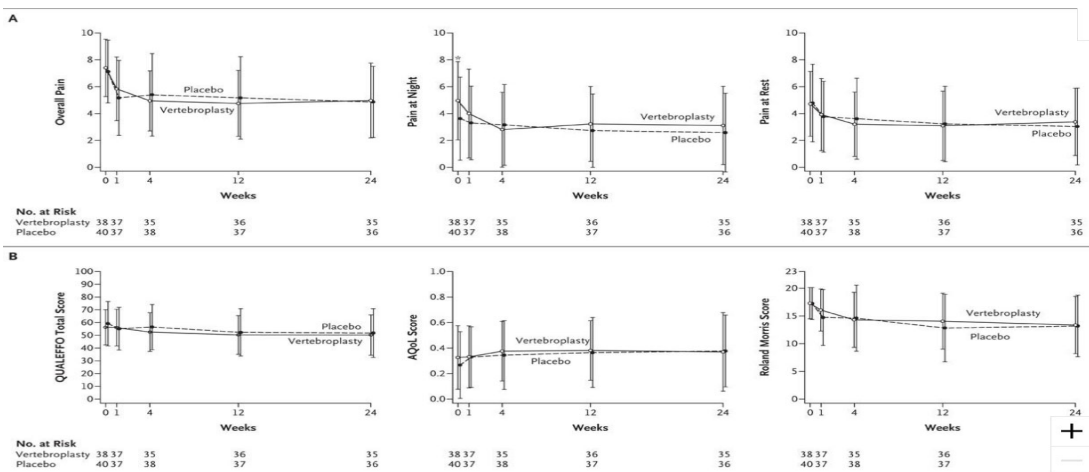 A
10
8
6
4
2
0
Overall Pain
Placebo
Vertebroplasty
0 1 4 12 24
Weeks
10
8
6
4
2
0
Pain at Night
Vertebroplasty
Placebo
0 1 4 12 24
Weeks
10
8
6
4
2
0
Pain at Rest
Vertebroplasty
Placebo
0 1 4 12 24
Weeks
No. at Risk
Vertebroplasty 38 37 35 36 35 38 37 35 36 35 38 37 35 36 35
Placebo 40 37 38 37 36 40 37 38 37 36 40 37 38 37 36
B
100
90
80
70
60
50
40
30
20
10
0
QUALEFFO Total Score
Placebo
Vertebroplasty
0 1 4 12 24
Weeks
1.0
0.8
0.6
0.4
0.2
0.0
AQoL Score
Vertebroplasty
Placebo
0 1 4 12 24
Weeks
23
20
15
10
5
0
Roland Morris Score
Vertebroplasty
Placebo
0 1 4 12 24
Weeks
No. at Risk
Vertebroplasty 38 37 35 36 35 38 37 35 36 35 38 37 35 36
Placebo 40 37 38 37 36 40 37 38 37 36 40 37 38 37